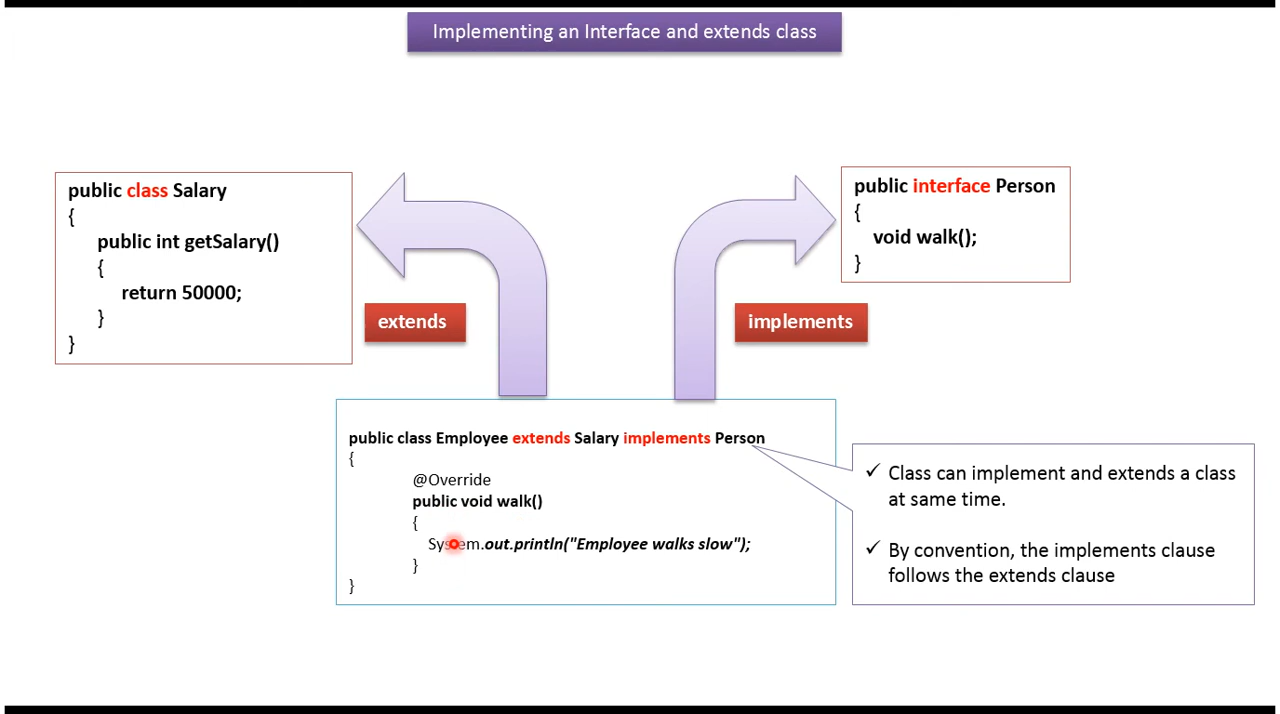 Implementing an Interface and extends class
public class Salary
{
public int getSalary()
{
return 50000;
}
}
public interface Person
{
void walk();
}
extends
implements
public class Employee extends Salary implements Person
{
@Override
public void walk()
{
System.out.println("Employee walks slow");
}
}
✓ Class can implement and extends a class
at same time.
✓ By convention, the implements clause
follows the extends clause